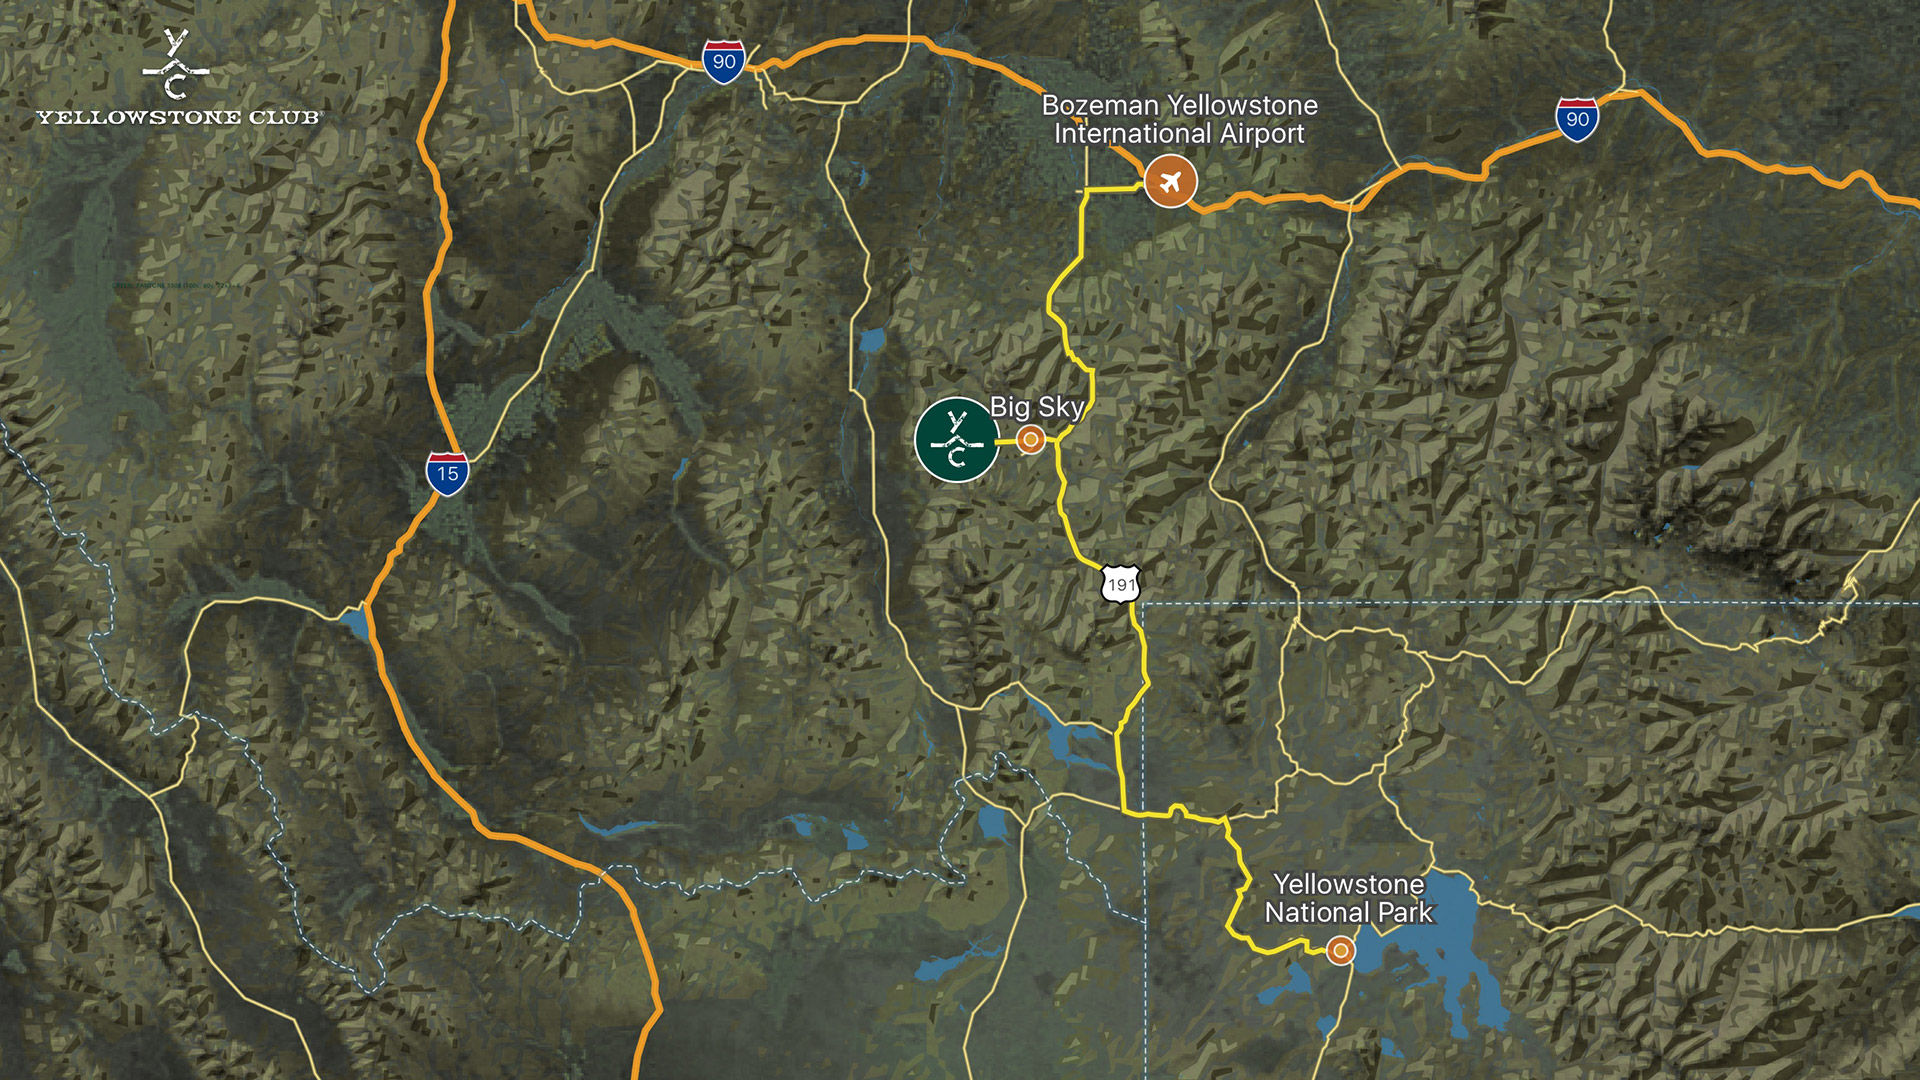 YELLOWSTONE CLUB
90
Bozeman Yellowstone
International Airport
90
Big Sky
15
191
Yellowstone
National Park